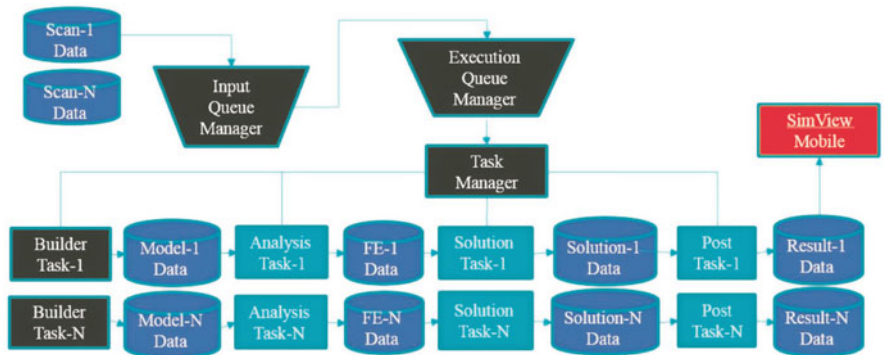 Scan-1
Data
Scan-N
Data
Input
Queue
Manager
Execution
Queue
Manager
SimView
Mobile
Task
Manager
Builder
Task-1
Model-1
Data
Analysis
Task-1
FE-1
Data
Solution
Task-1
Solution-1
Data
Post
Task-1
Result-1
Data
Builder
Task-N
Model-N
Data
Analysis
Task-N
FE-N
Data
Solution
Task-N
Solution-N
Data
Post
Task-N
Result-N
Data